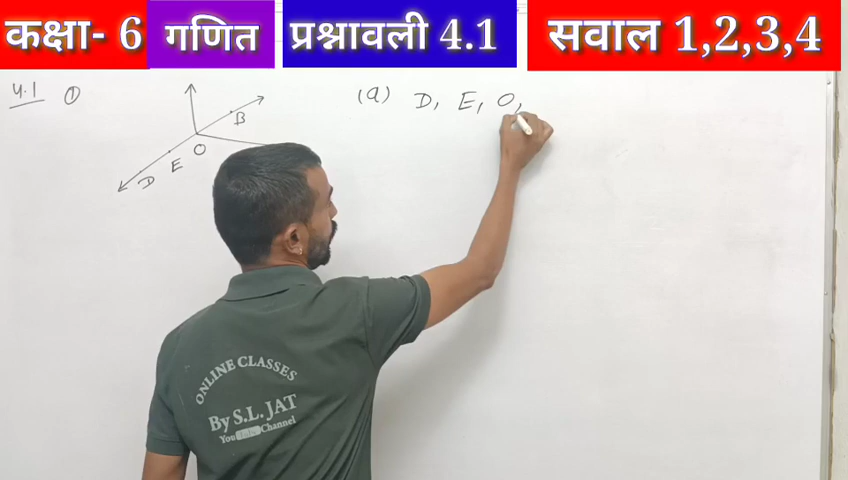 कक्षा- 6 गणित प्रश्नावली 4.1 सवाल 1,2,3,4
4.1 ①
(a) D, E, O,
B
O
E
D
ONLINE CLASSES
By S.L. JAT
YouTube Channel